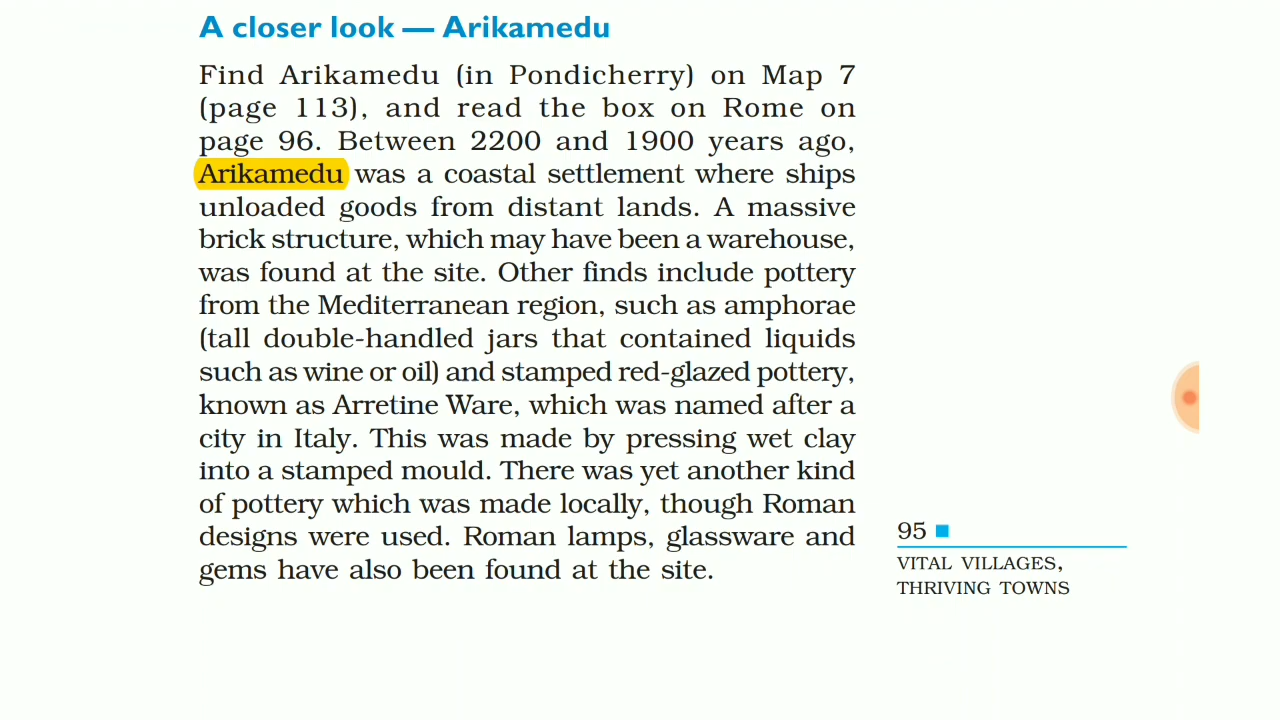 A closer look — Arikamedu
Find Arikamedu (in Pondicherry) on Map 7
(page 113), and read the box on Rome on
page 96. Between 2200 and 1900 years ago,
Arikamedu was a coastal settlement where ships
unloaded goods from distant lands. A massive
brick structure, which may have been a warehouse,
was found at the site. Other finds include pottery
from the Mediterranean region, such as amphorae
(tall double-handled jars that contained liquids
such as wine or oil) and stamped red-glazed pottery,
known as Arretine Ware, which was named after a
city in Italy. This was made by pressing wet clay
into a stamped mould. There was yet another kind
of pottery which was made locally, though Roman
designs were used. Roman lamps, glassware and
gems have also been found at the site.
95
VITAL VILLAGES,
THRIVING TOWNS